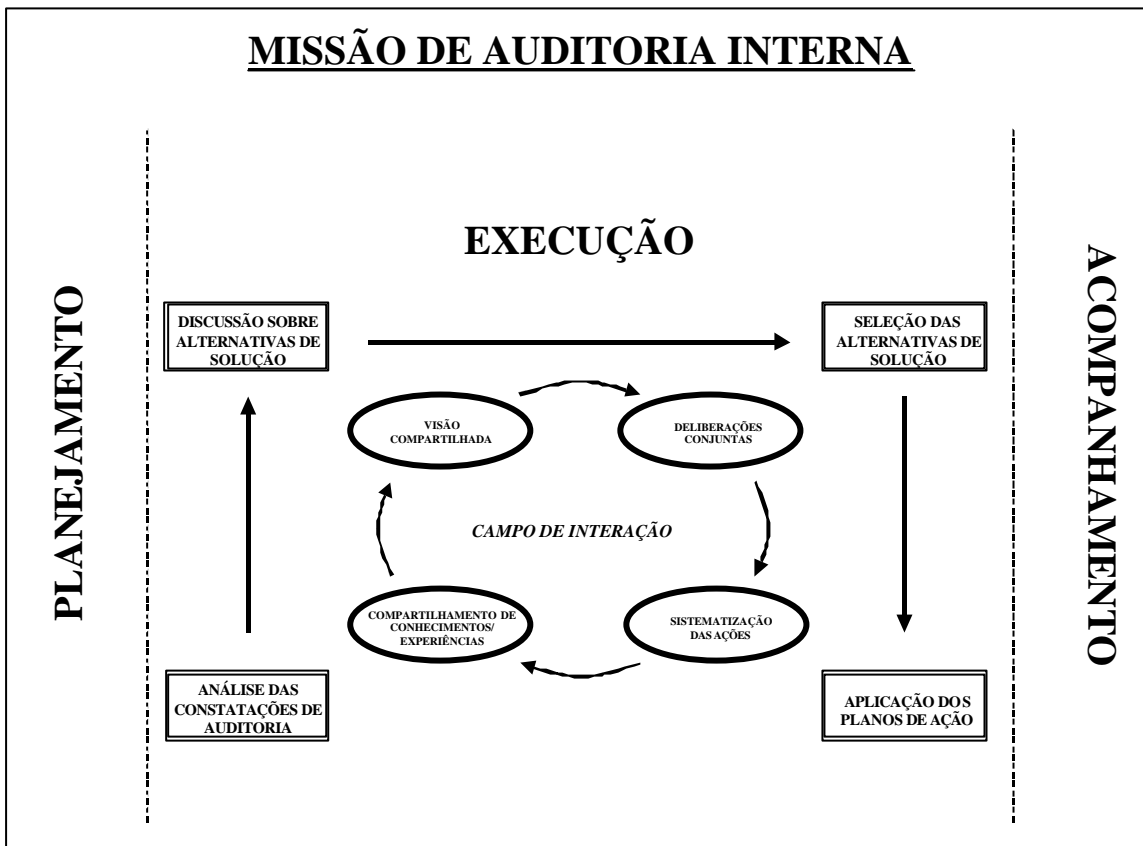 MISSÃO DE AUDITORIA INTERNA
PLANEJAMENTO
EXECUÇÃO
ACOMPANHAMENTO
DISCUSSÃO SOBRE
ALTERNATIVAS DE
SOLUÇÃO
SELEÇÃO DAS
ALTERNATIVAS DE
SOLUÇÃO
VISÃO
COMPARTILHADA
DELIBERAÇÕES
CONJUNTAS
CAMPO DE INTERAÇÃO
COMPARTILHAMENTO DE
CONHECIMENTOS/
EXPERIÊNCIAS
SISTEMATIZAÇÃO
DAS AÇÕES
ANÁLISE DAS
CONSTATAÇÕES DE
AUDITORIA
APLICAÇÃO DOS
PLANOS DE AÇÃO